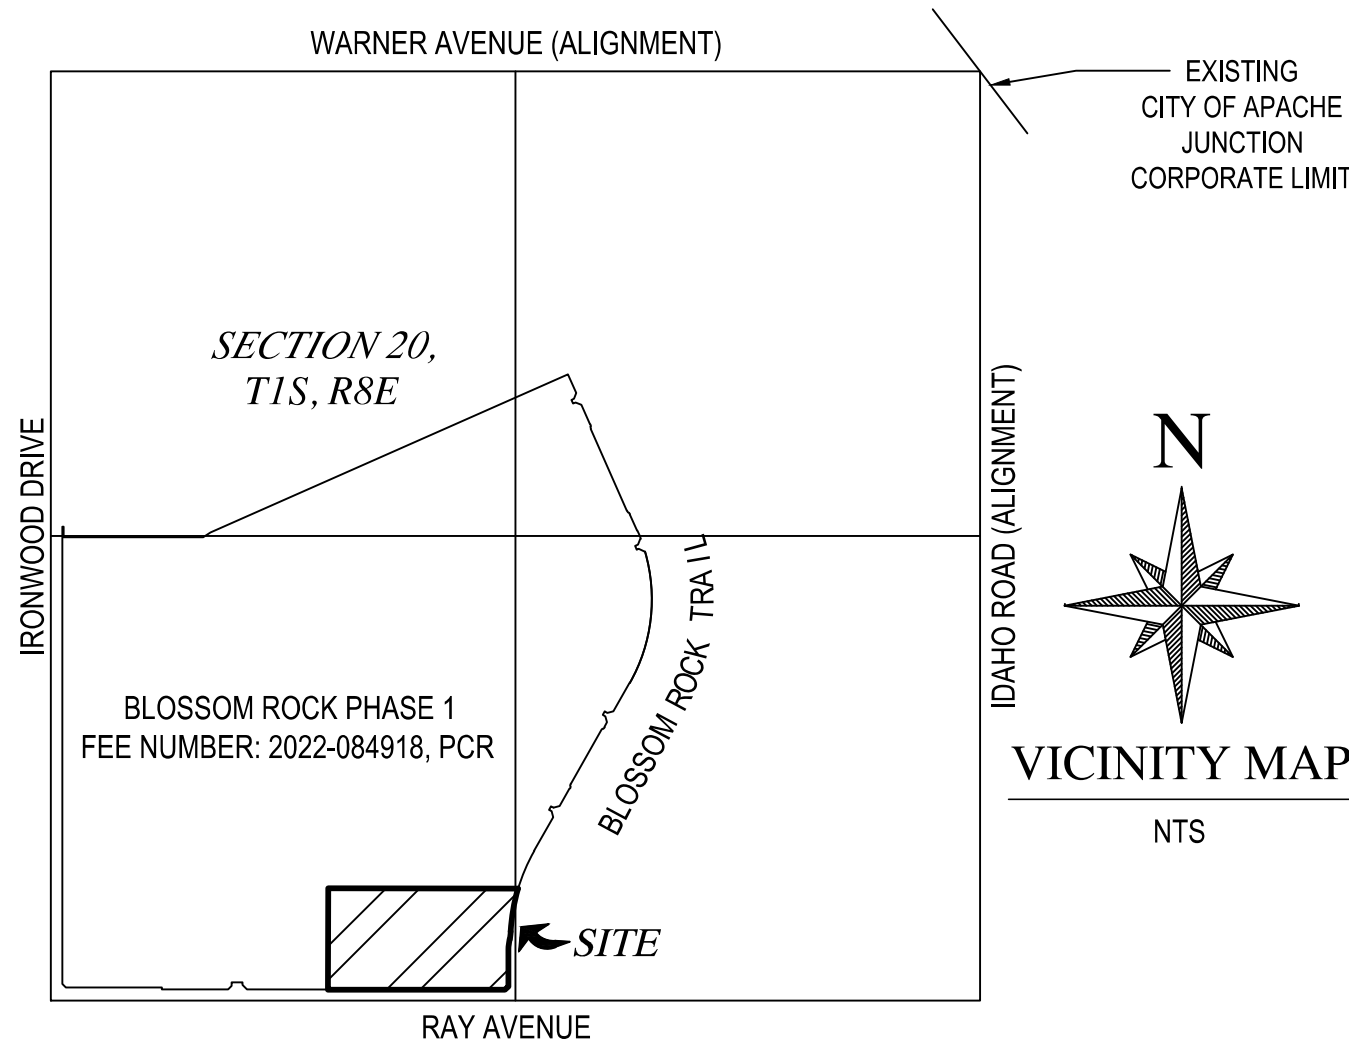 WARNER AVENUE (ALIGNMENT)
EXISTING
CITY OF APACHE
JUNCTION
CORPORATE LIMIT
SECTION 20,
T1S, R8E
IRONWOOD DRIVE
IDAHO ROAD (ALIGNMENT)
N
BLOSSOM ROCK TRAIL
BLOSSOM ROCK PHASE 1
FEE NUMBER: 2022-084918, PCR
VICINITY MAP
NTS
SITE
RAY AVENUE